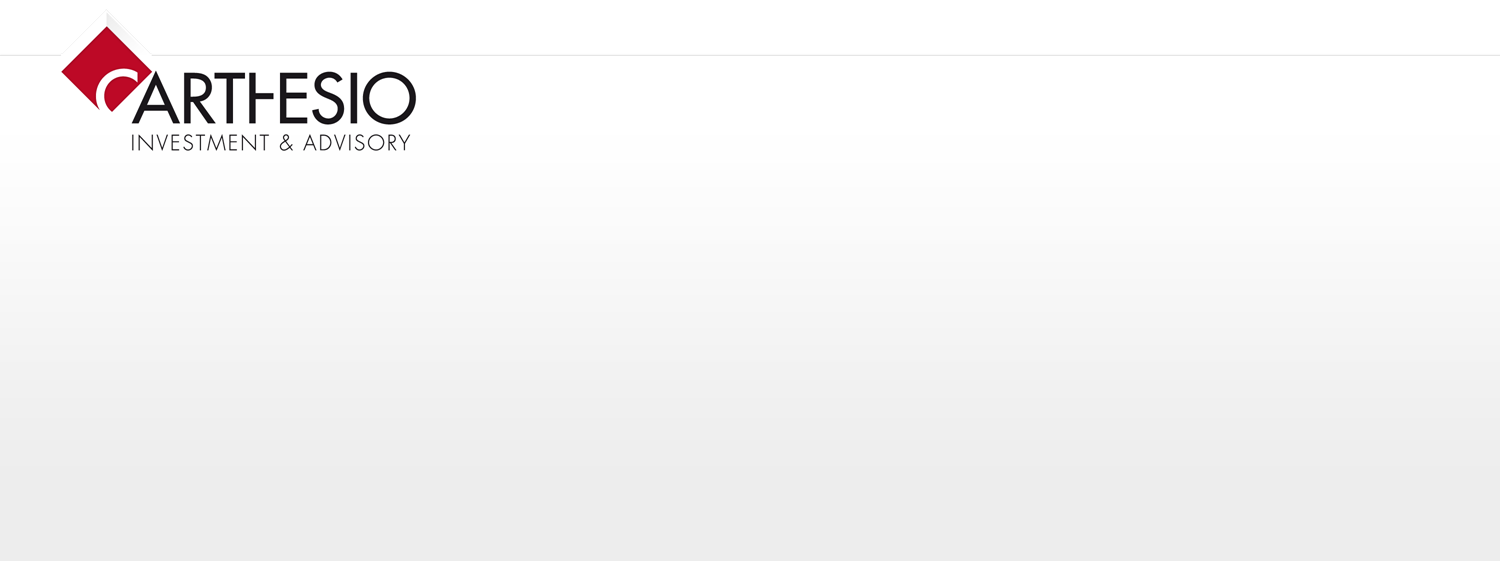 CARTHESIO
INVESTMENT & ADVISORY